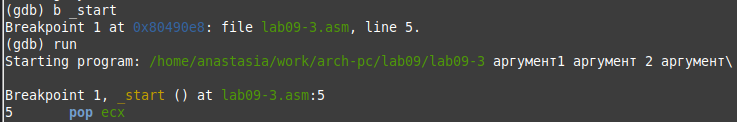 (gdb) b _start
Breakpoint 1 at 0x80490e8: file lab09-3.asm, line 5.
(gdb) run
Starting program: /home/anastasia/work/arch-pc/lab09/lab09-3 аргумент1 аргумент 2 аргумент\
Breakpoint 1, _start () at lab09-3.asm:5
5 pop ecx